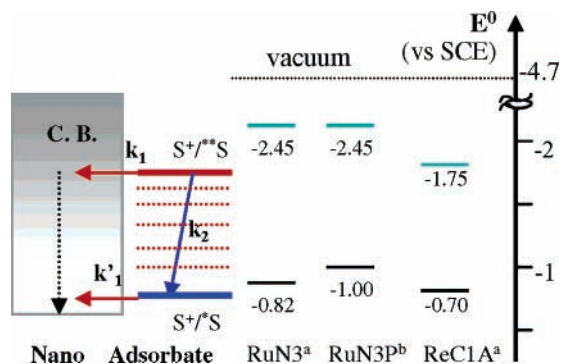 E⁰
(vs SCE)
vacuum
-4.7
C. B.
k₁
S⁺/**S
-2.45
-2.45
-2
-1.75
k₂
k'₁
-1
-0.82
-1.00
-0.70
S⁺/*S
Nano Adsorbate RuN3ᵃ RuN3Pᵇ ReC1Aᵃ